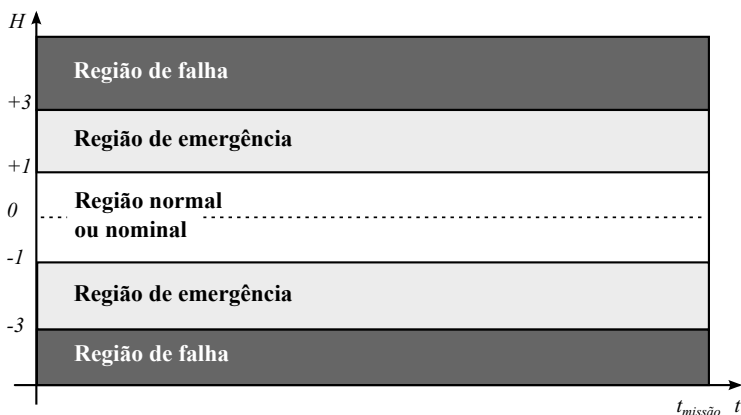 H
Região de falha
+3
Região de emergência
+1
Região normal
0
ou nominal
-1
Região de emergência
-3
Região de falha
t_missão t